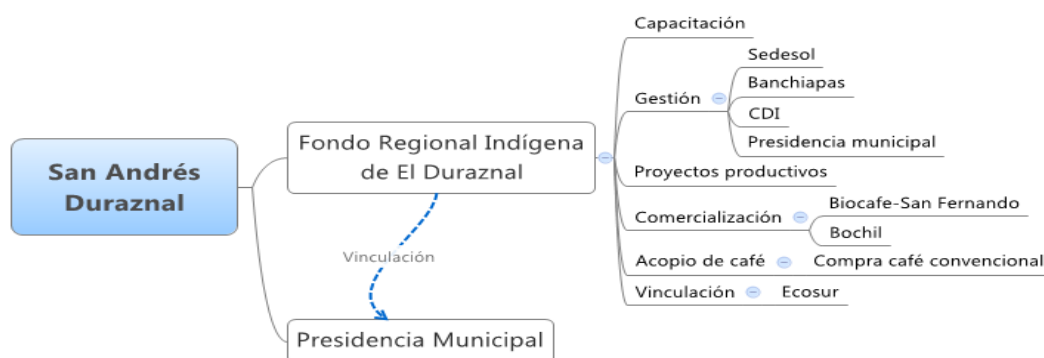 San Andrés
Duraznal
Fondo Regional Indígena
de El Duraznal
Vinculación
Presidencia Municipal
Capacitación
Gestión
Sedesol
Banchiapas
CDI
Presidencia municipal
Proyectos productivos
Comercialización
Biocafe-San Fernando
Bochil
Acopio de café
Compra café convencional
Vinculación
Ecosur